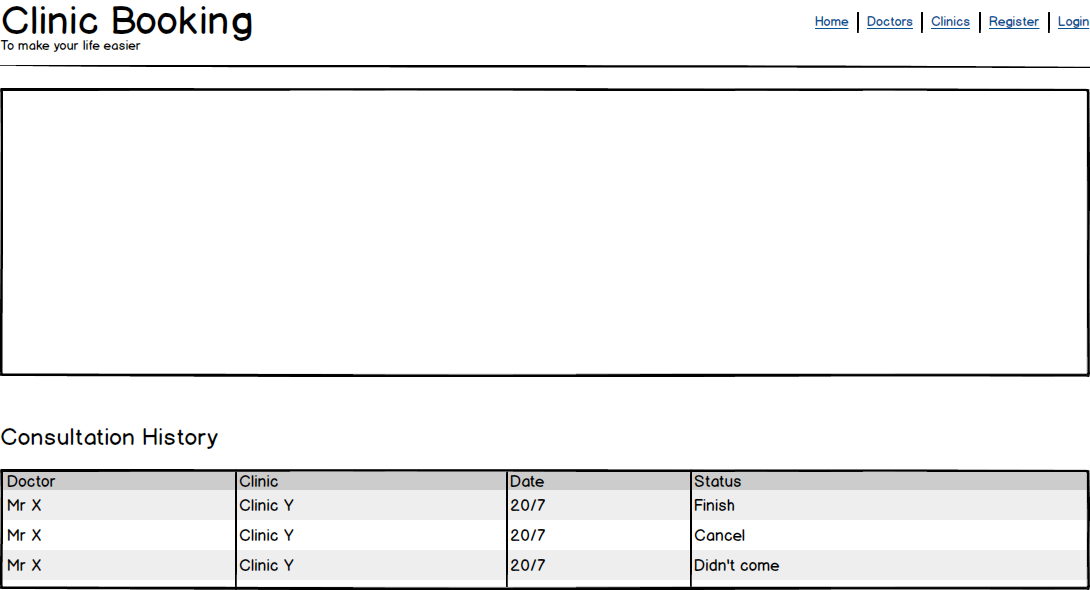 Clinic Booking
To make your life easier
Home Doctors Clinics Register Login
Consultation History
Doctor Clinic Date Status
Mr X Clinic Y 20/7 Finish
Mr X Clinic Y 20/7 Cancel
Mr X Clinic Y 20/7 Didn't come